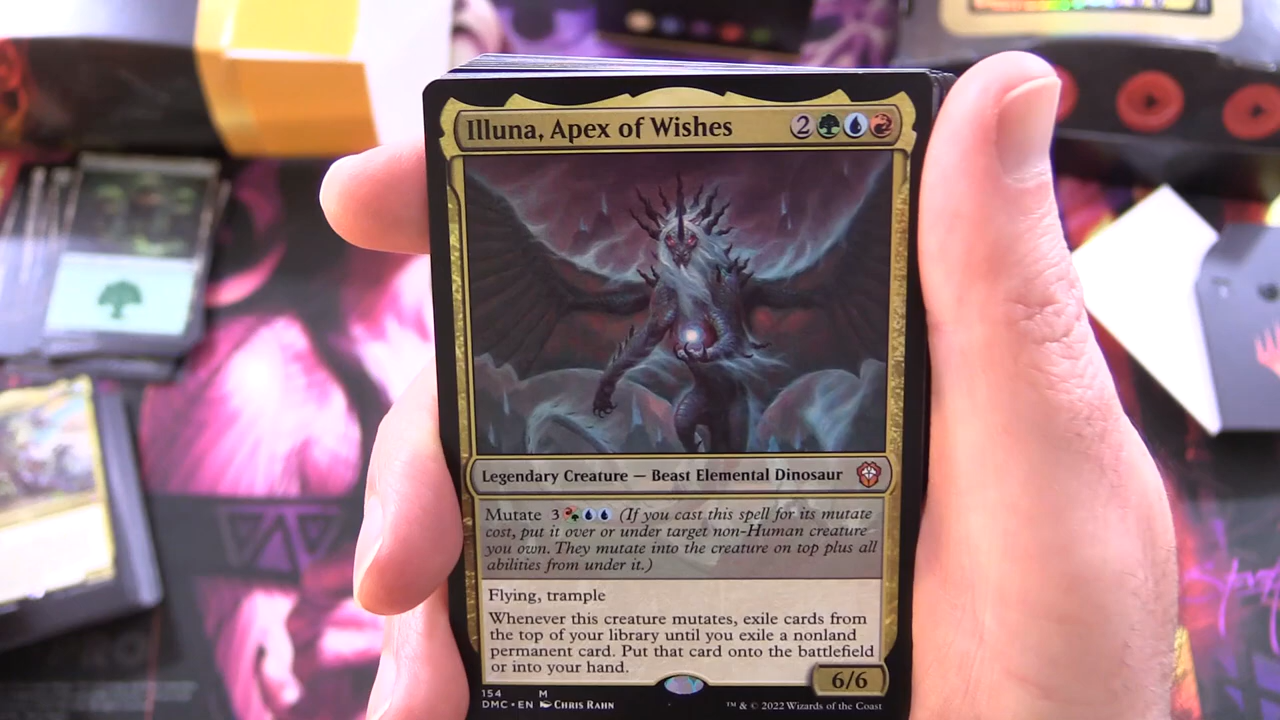 Illuna, Apex of Wishes 2
Legendary Creature — Beast Elemental Dinosaur
Mutate 3 (If you cast this spell for its mutate
cost, put it over or under target non-Human creature
you own. They mutate into the creature on top plus all
abilities from under it.)
Flying, trample
Whenever this creature mutates, exile cards from
the top of your library until you exile a nonland
permanent card. Put that card onto the battlefield
or into your hand.
6/6
154 M
DMC • EN Chris Rahn
™ & © 2022 Wizards of the Coast